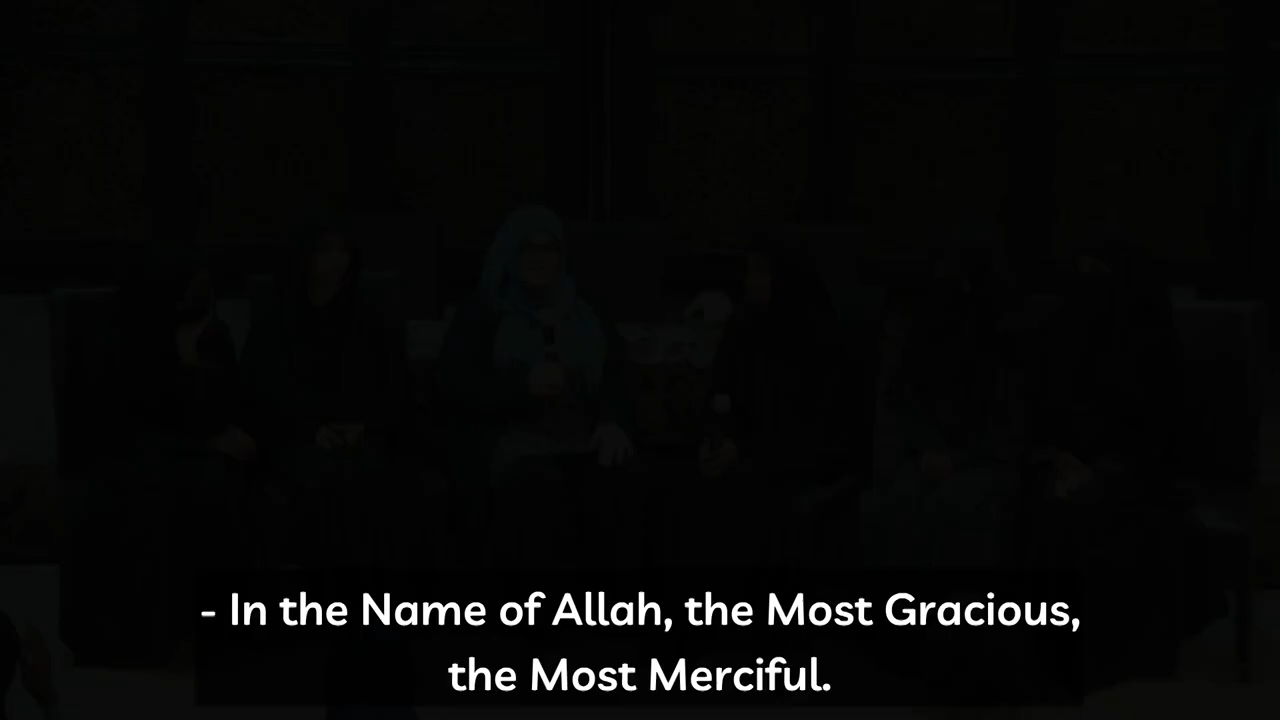 - In the Name of Allah, the Most Gracious,
the Most Merciful.